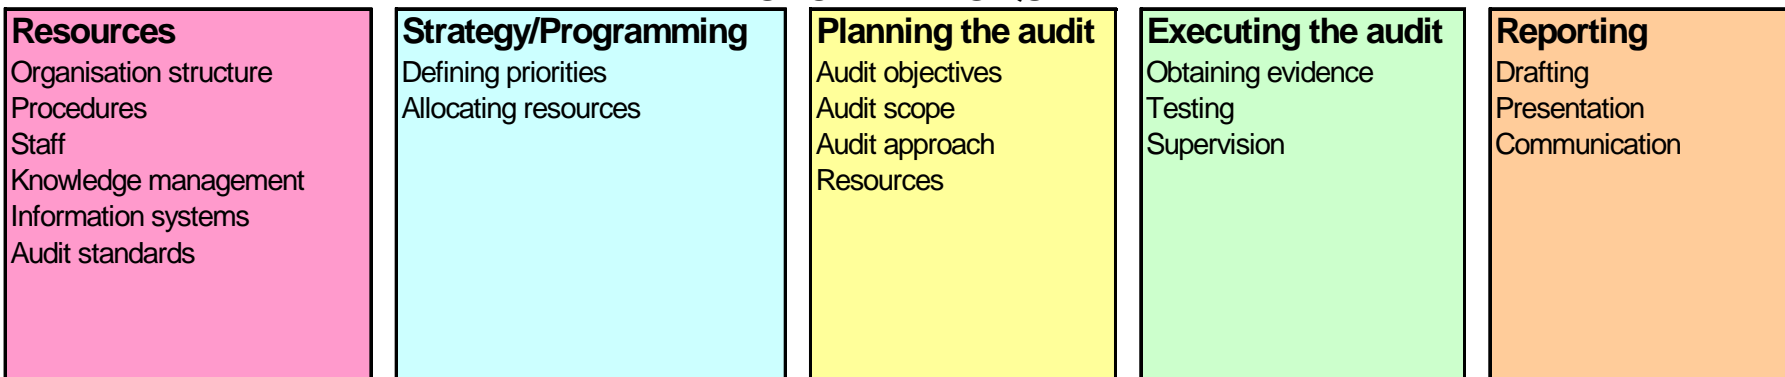 Resources
Organisation structure
Procedures
Staff
Knowledge management
Information systems
Audit standards
Strategy/Programming
Defining priorities
Allocating resources
Planning the audit
Audit objectives
Audit scope
Audit approach
Resources
Executing the audit
Obtaining evidence
Testing
Supervision
Reporting
Drafting
Presentation
Communication